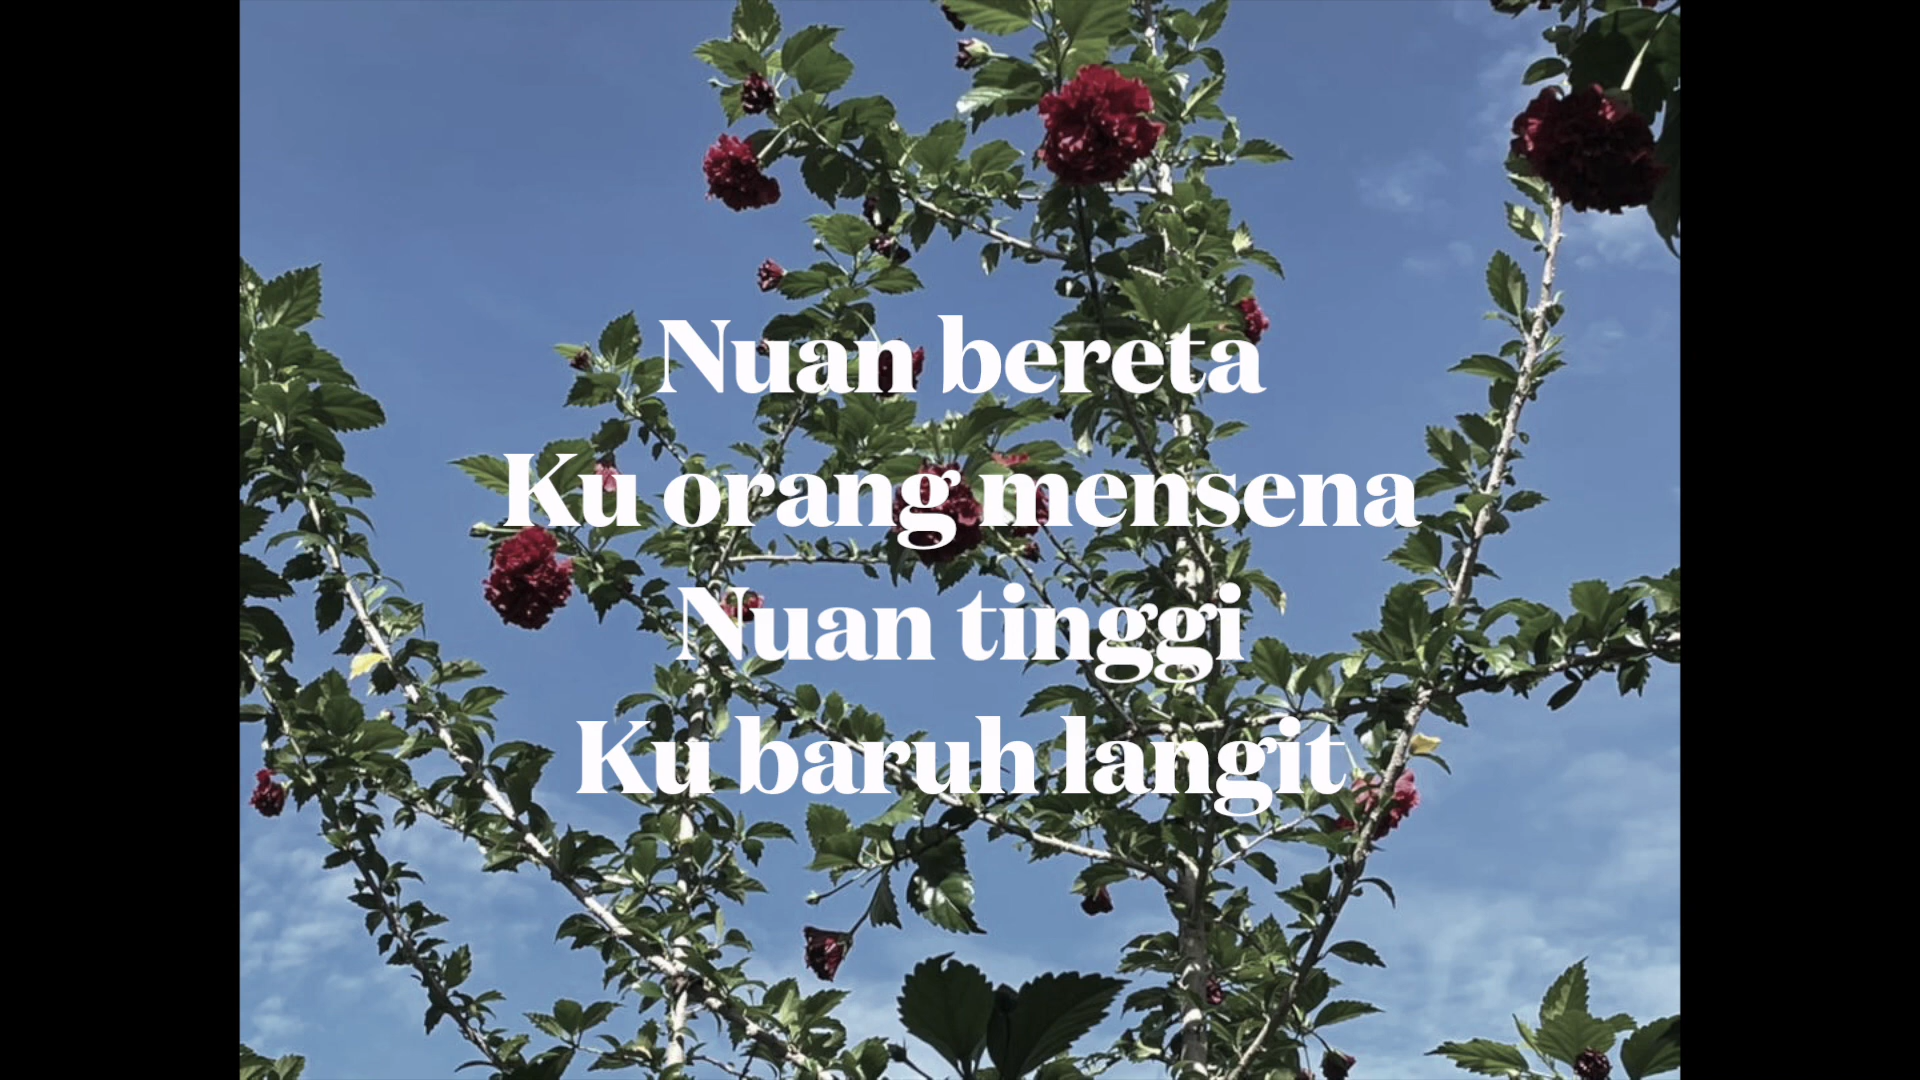 Nuan bereta
Ku orang mensena
Nuan tinggi
Ku baruh langit